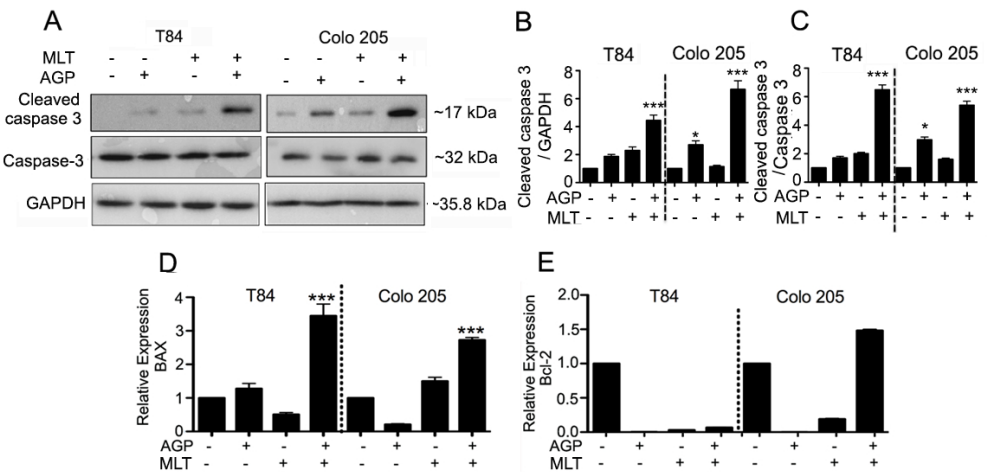 A
T84
Colo 205
MLT - - + + - - + +
AGP - + - + - + - +
Cleaved
caspase 3
~17 kDa
Caspase-3
~32 kDa
GAPDH
~35.8 kDa
B
T84
Colo 205
Cleaved caspase 3
/ GAPDH
8
6
4
2
0
***
*
***
AGP - + - + - + - +
MLT - - + + - - + +
C
T84
Colo 205
Cleaved caspase 3
/Caspase 3
8
6
4
2
0
***
*
***
AGP - + - + - + - +
MLT - - + + - - + +
D
T84
Colo 205
Relative Expression
BAX
4
3
2
1
0
***
***
AGP - + - + - + - +
MLT - - + + - - + +
E
T84
Colo 205
Relative Expression
Bcl-2
2.0
1.5
1.0
0.5
0.0
AGP - + - + - + - +
MLT - - + + - - + +